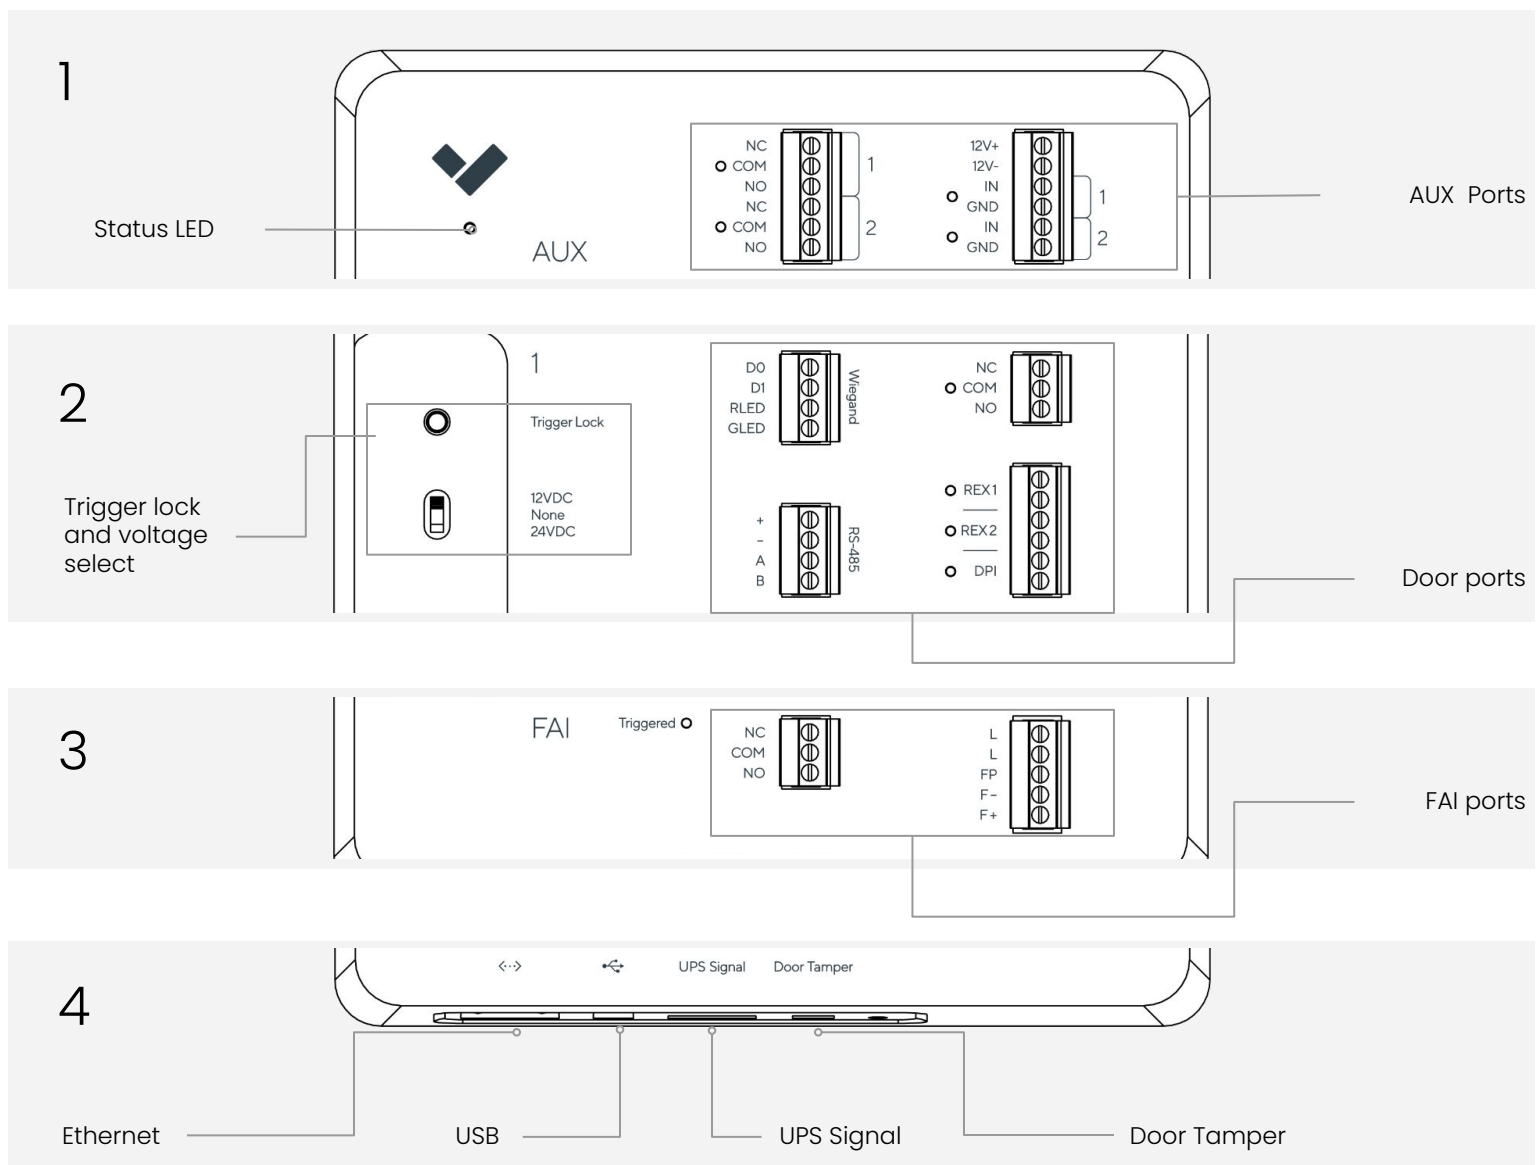 1
Status LED
AUX
NC
COM
NO
NC
COM
NO
1
2
12V+
12V-
IN
GND
IN
GND
1
2
AUX  Ports
2
1
Trigger Lock
12VDC
None
24VDC
Trigger lock
and voltage
select
D0
D1
RLED
GLED
Wiegand
NC
COM
NO
+
-
A
B
RS-485
REX1
REX2
DPI
Door ports
3
FAI
Triggered
NC
COM
NO
L
L
FP
F-
F+
FAI ports
4
UPS Signal
Door Tamper
Ethernet
USB
UPS Signal
Door Tamper